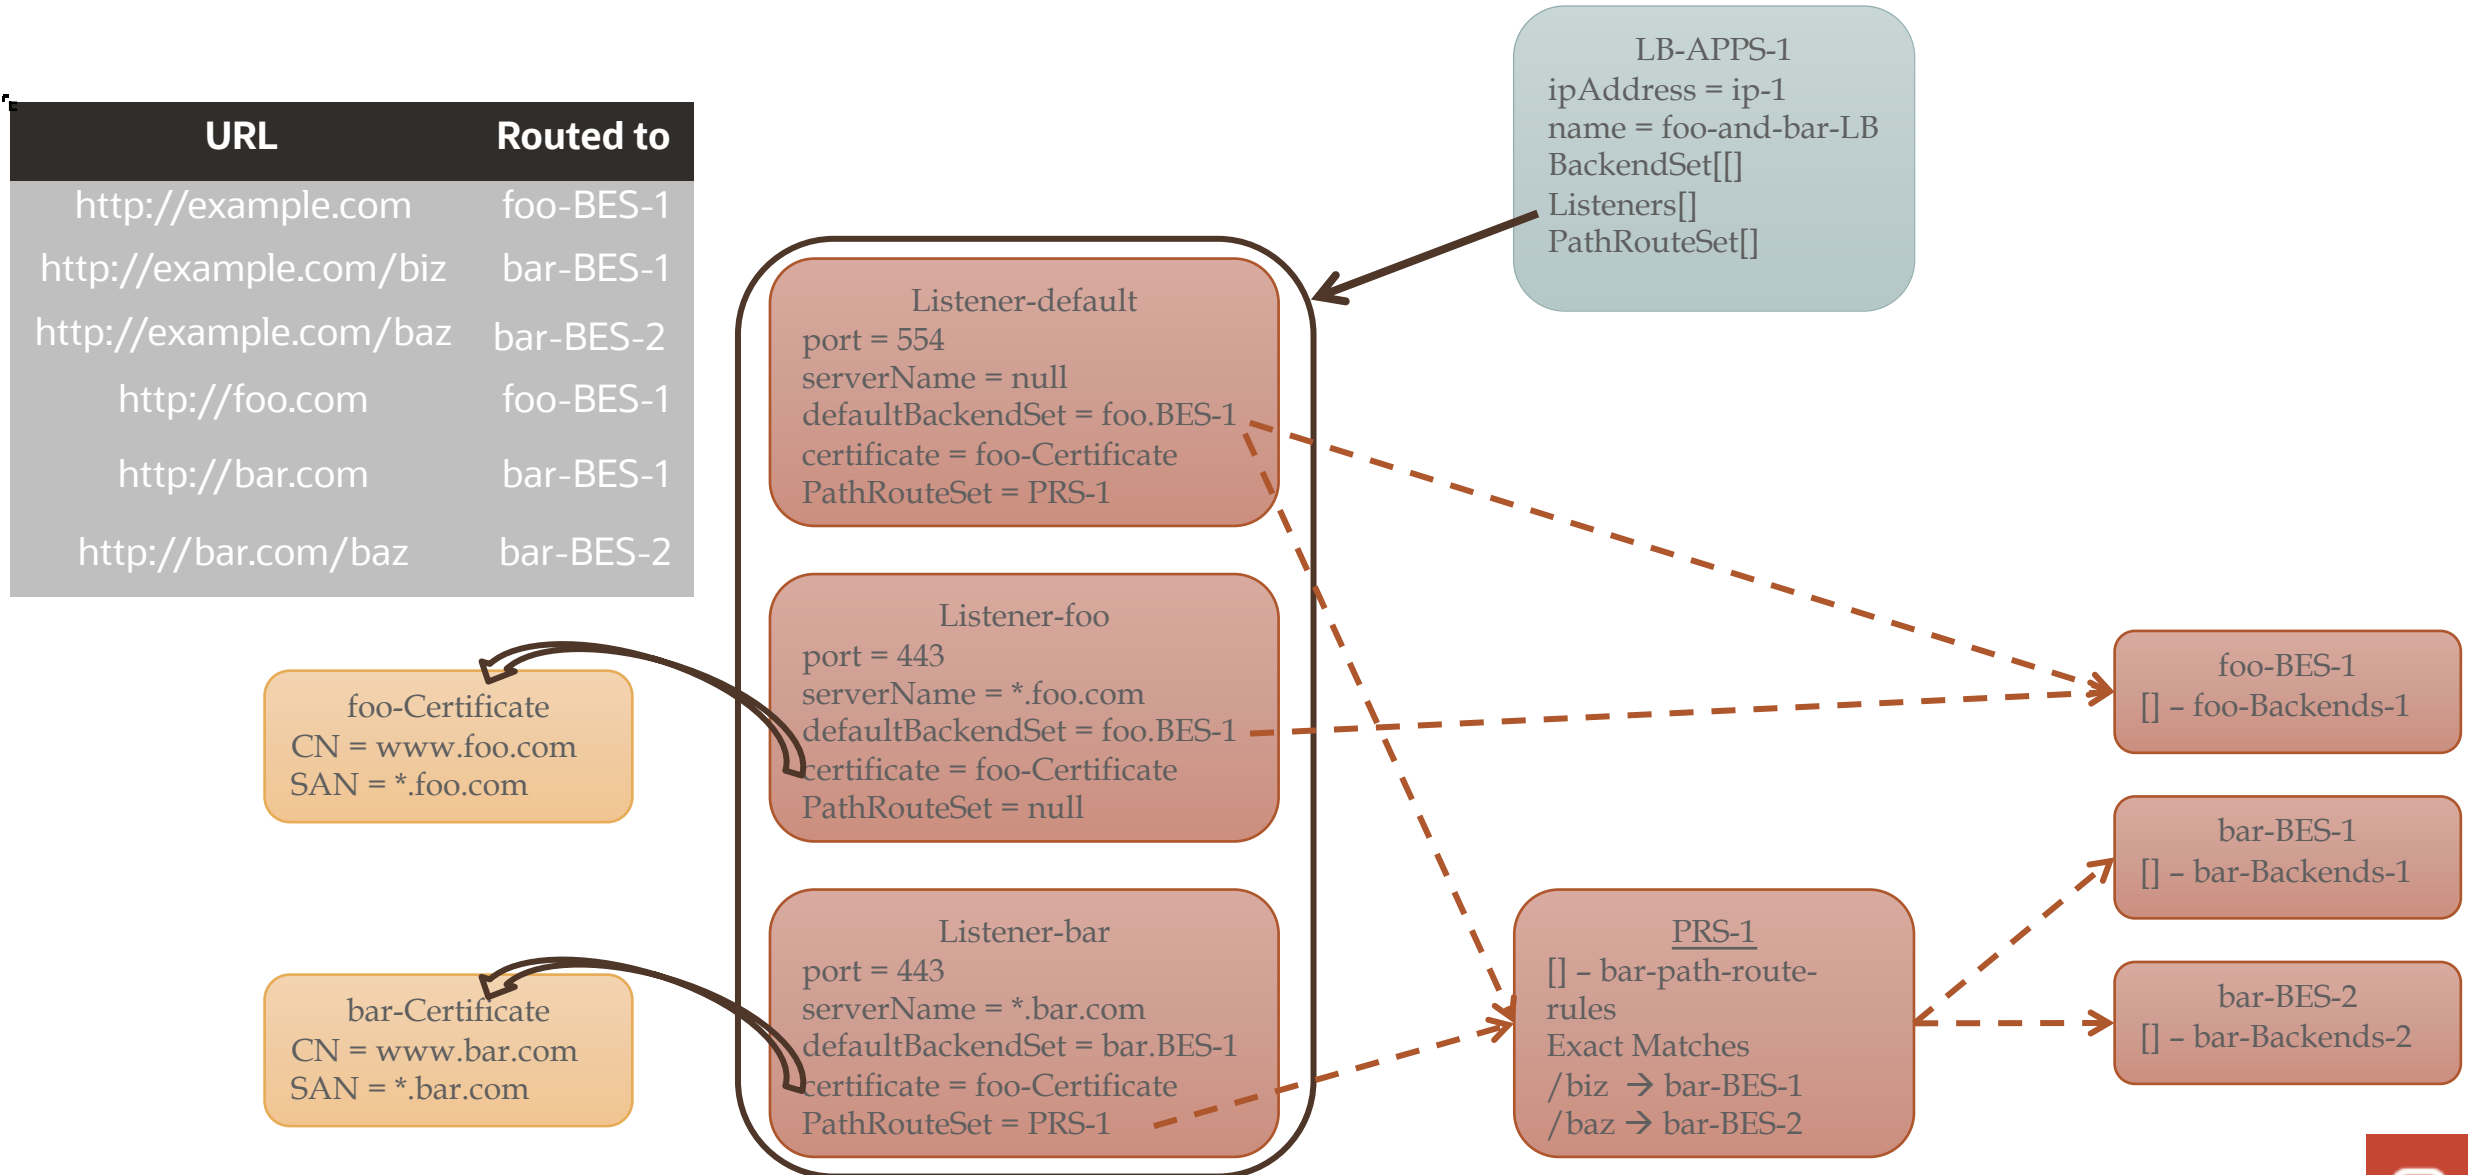 URL Routed to
http://example.com foo-BES-1
http://example.com/biz bar-BES-1
http://example.com/baz bar-BES-2
http://foo.com foo-BES-1
http://bar.com bar-BES-1
http://bar.com/baz bar-BES-2
LB-APPS-1
ipAddress = ip-1
name = foo-and-bar-LB
BackendSet[[]
Listeners[]
PathRouteSet[]
Listener-default
port = 554
serverName = null
defaultBackendSet = foo.BES-1
certificate = foo-Certificate
PathRouteSet = PRS-1
Listener-foo
port = 443
serverName = *.foo.com
defaultBackendSet = foo.BES-1
certificate = foo-Certificate
PathRouteSet = null
Listener-bar
port = 443
serverName = *.bar.com
defaultBackendSet = bar.BES-1
certificate = foo-Certificate
PathRouteSet = PRS-1
foo-Certificate
CN = www.foo.com
SAN = *.foo.com
bar-Certificate
CN = www.bar.com
SAN = *.bar.com
PRS-1
[] – bar-path-route-
rules
Exact Matches
/biz → bar-BES-1
/baz → bar-BES-2
foo-BES-1
[] – foo-Backends-1
bar-BES-1
[] – bar-Backends-1
bar-BES-2
[] – bar-Backends-2